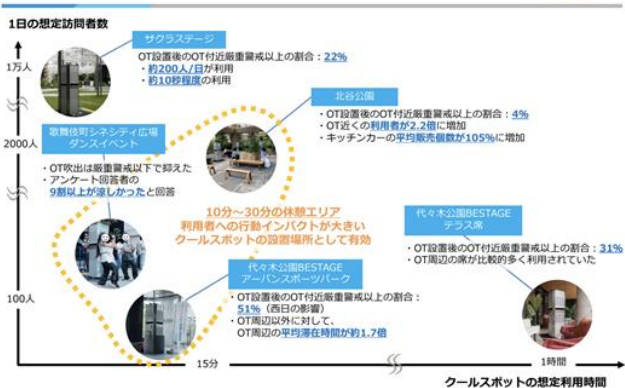 1日の想定訪問者数
1万人
2000人
100人
サクラステージ
OT設置後のOT付近厳重警戒以上の割合：22%
・約200人/日が利用
・約10秒程度の利用
北谷公園
・OT設置後のOT付近厳重警戒以上の割合：4%
・OT近くの利用者が2.2倍に増加
・キッチンカーの平均販売個数が105%に増加
歌舞伎町シネシティ広場
ダンスイベント
・OT吹出は厳重警戒以下で抑えた
・アンケート回答者の
9割以上が涼しかったと回答
10分～30分の休憩エリア
利用者への行動インパクトが大きい
クールスポットの設置場所として有効
代々木公園BESTAGE
テラス席
・OT設置後のOT付近厳重警戒以上の割合：31%
・OT周辺の席が比較的多く利用されていた
代々木公園BESTAGE
アーバンスポーツパーク
・OT設置後のOT付近厳重警戒以上の割合：
51%（西日の影響）
・OT周辺以外に対して、
OT周辺の平均滞在時間が約1.7倍
15分
1時間
クールスポットの想定利用時間